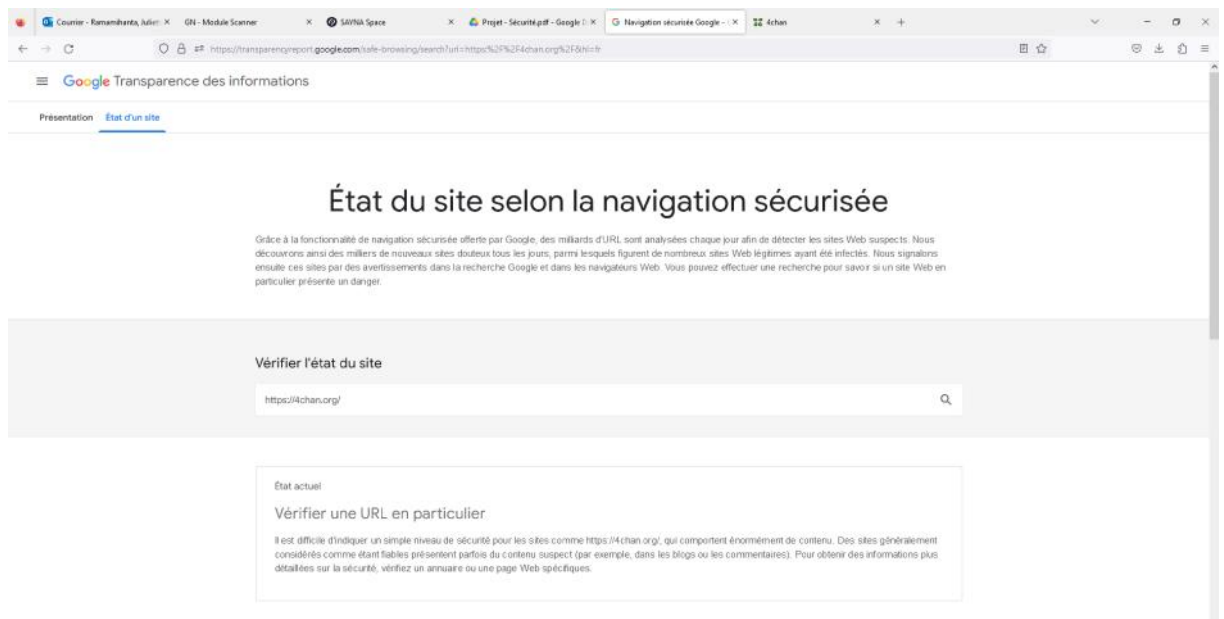 Courrier - Ramamihanta, Juliet
GN - Module Scanner
SAYNA Space
Projet - Sécurité.pdf - Google D
Navigation sécurisée Google -
4chan
https://transparencyreport.google.com/safe-browsing/search?url=https:%2F%2F4chan.org%2F&hl=fr
Google Transparence des informations
Présentation État d'un site
État du site selon la navigation sécurisée
Grâce à la fonctionnalité de navigation sécurisée offerte par Google, des milliards d'URL sont analysées chaque jour afin de détecter les sites Web suspects. Nous
découvrons ainsi des milliers de nouveaux sites douteux tous les jours, parmi lesquels figurent de nombreux sites Web légitimes ayant été infectés. Nous signalons
ensuite ces sites par des avertissements dans la recherche Google et dans les navigateurs Web. Vous pouvez effectuer une recherche pour savoir si un site Web en
particulier présente un danger.
Vérifier l'état du site
https://4chan.org/
État actuel
Vérifier une URL en particulier
Il est difficile d'indiquer un simple niveau de sécurité pour les sites comme https://4chan.org/, qui comportent énormément de contenu. Des sites généralement
considérés comme étant fiables présentent parfois du contenu suspect (par exemple, dans les blogs ou les commentaires). Pour obtenir des informations plus
détaillées sur la sécurité, vérifiez un annuaire ou une page Web spécifiques.